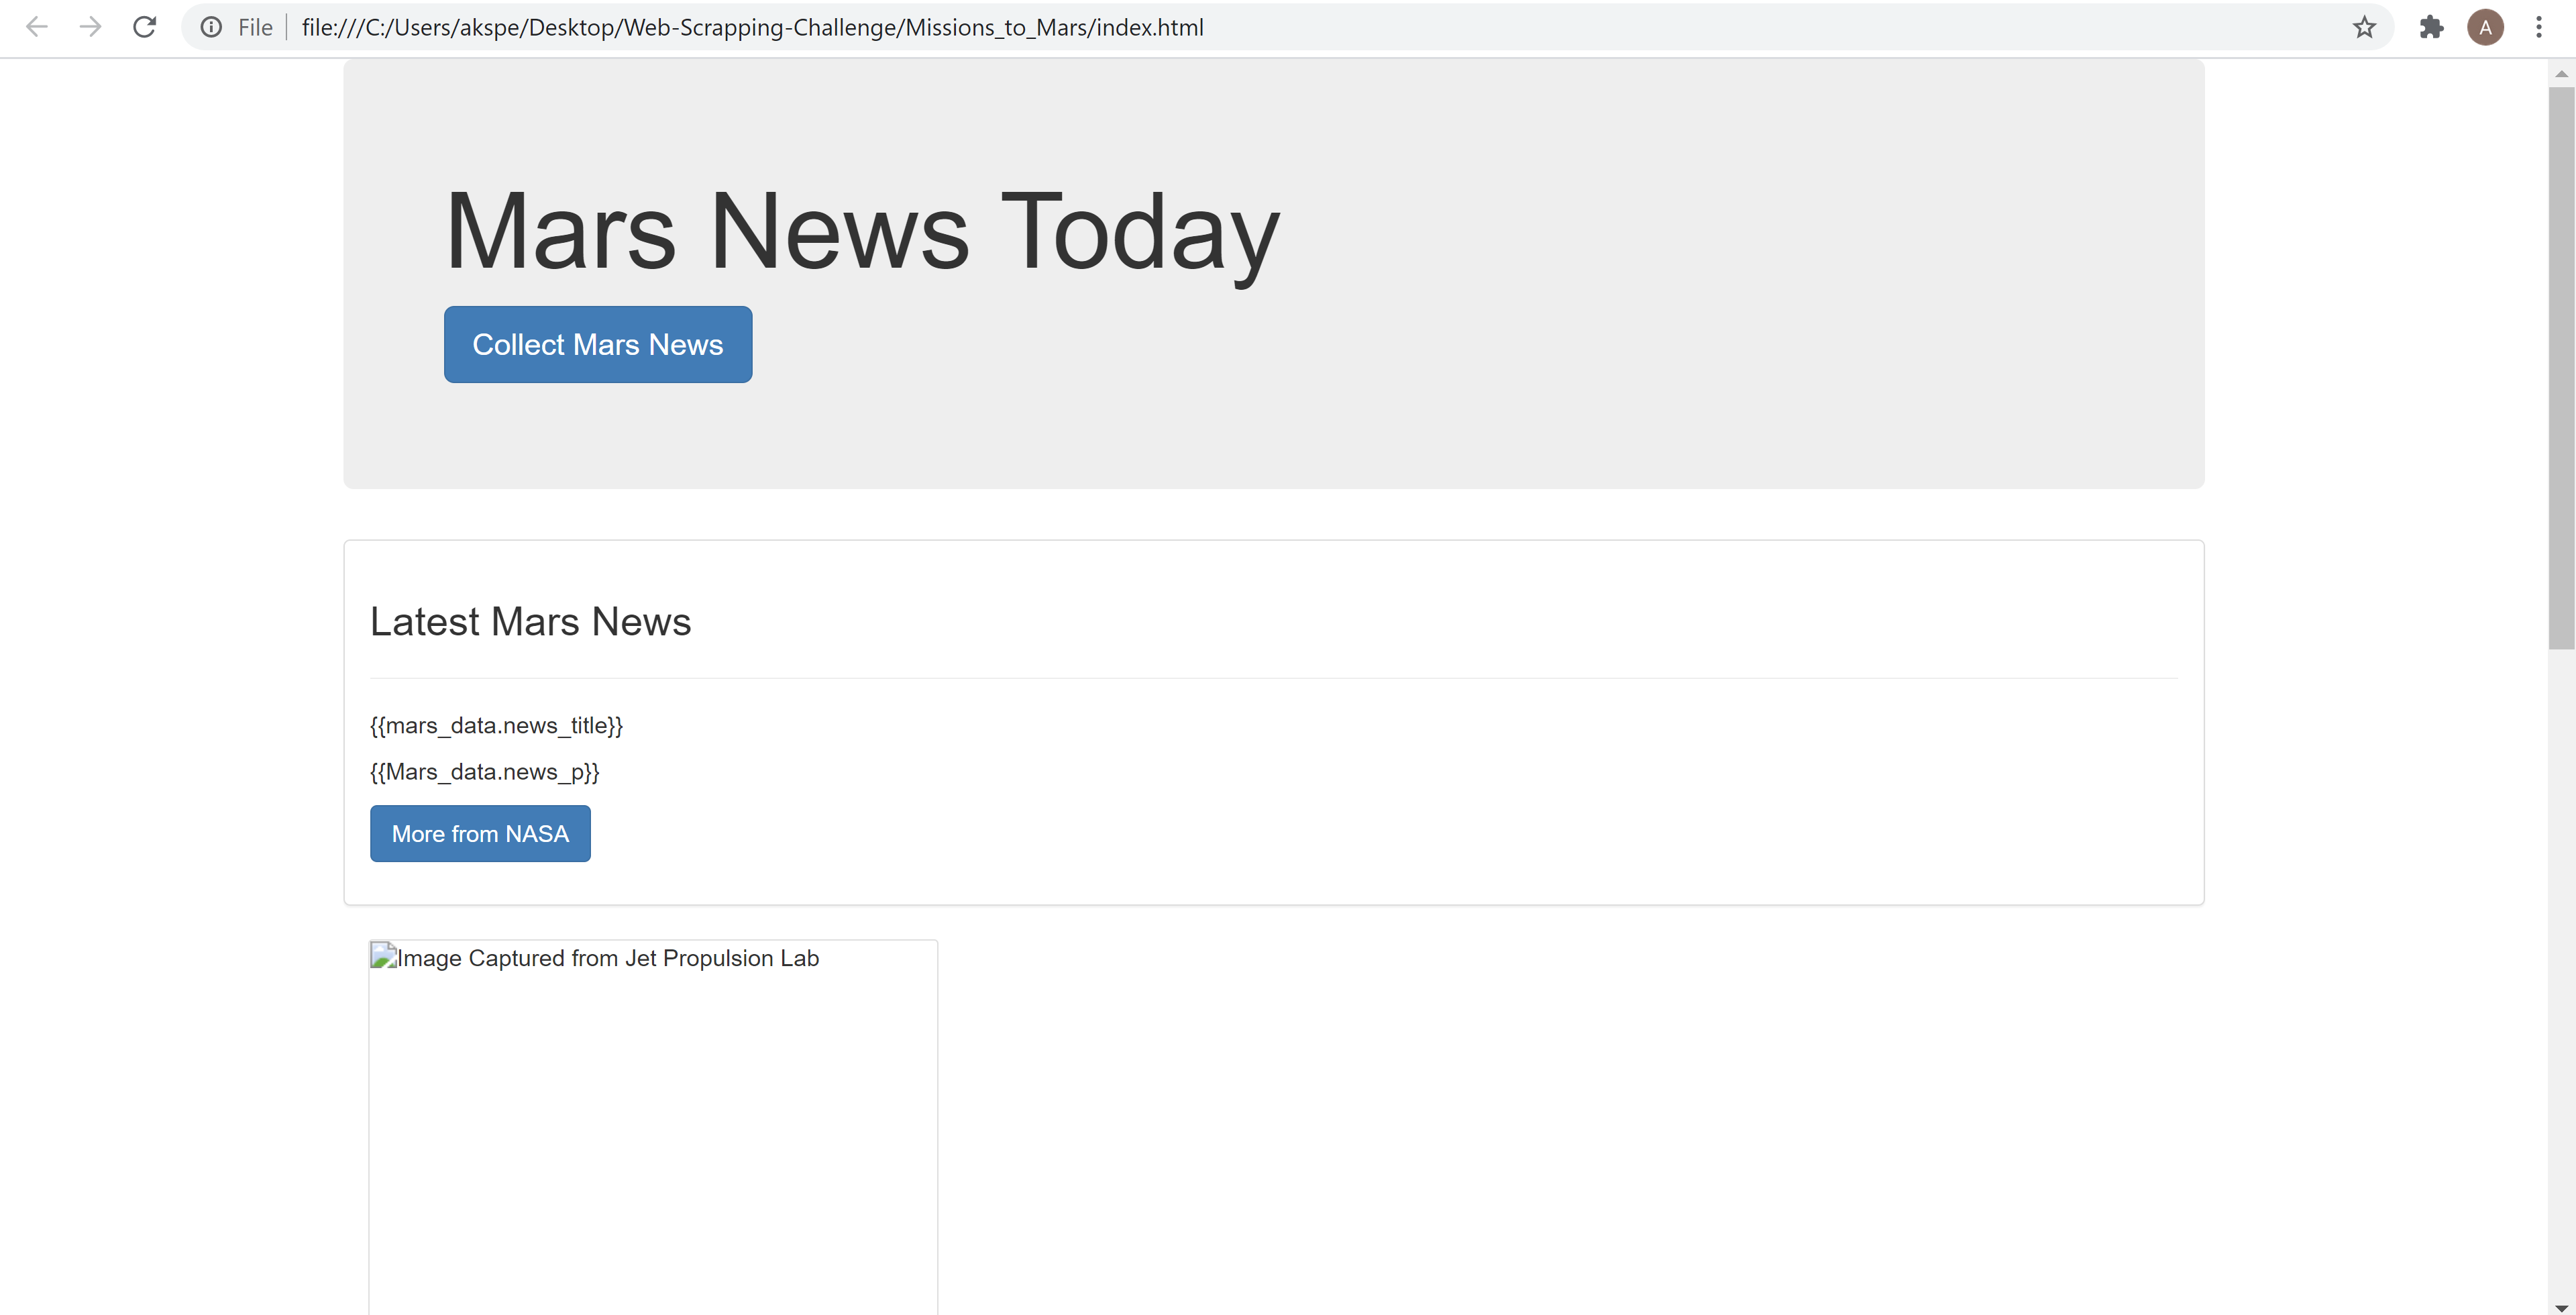 File file:///C:/Users/akspe/Desktop/Web-Scrapping-Challenge/Missions_to_Mars/index.html
A
Mars News Today
Collect Mars News
Latest Mars News
{{mars_data.news_title}}
{{Mars_data.news_p}}
More from NASA
Image Captured from Jet Propulsion Lab